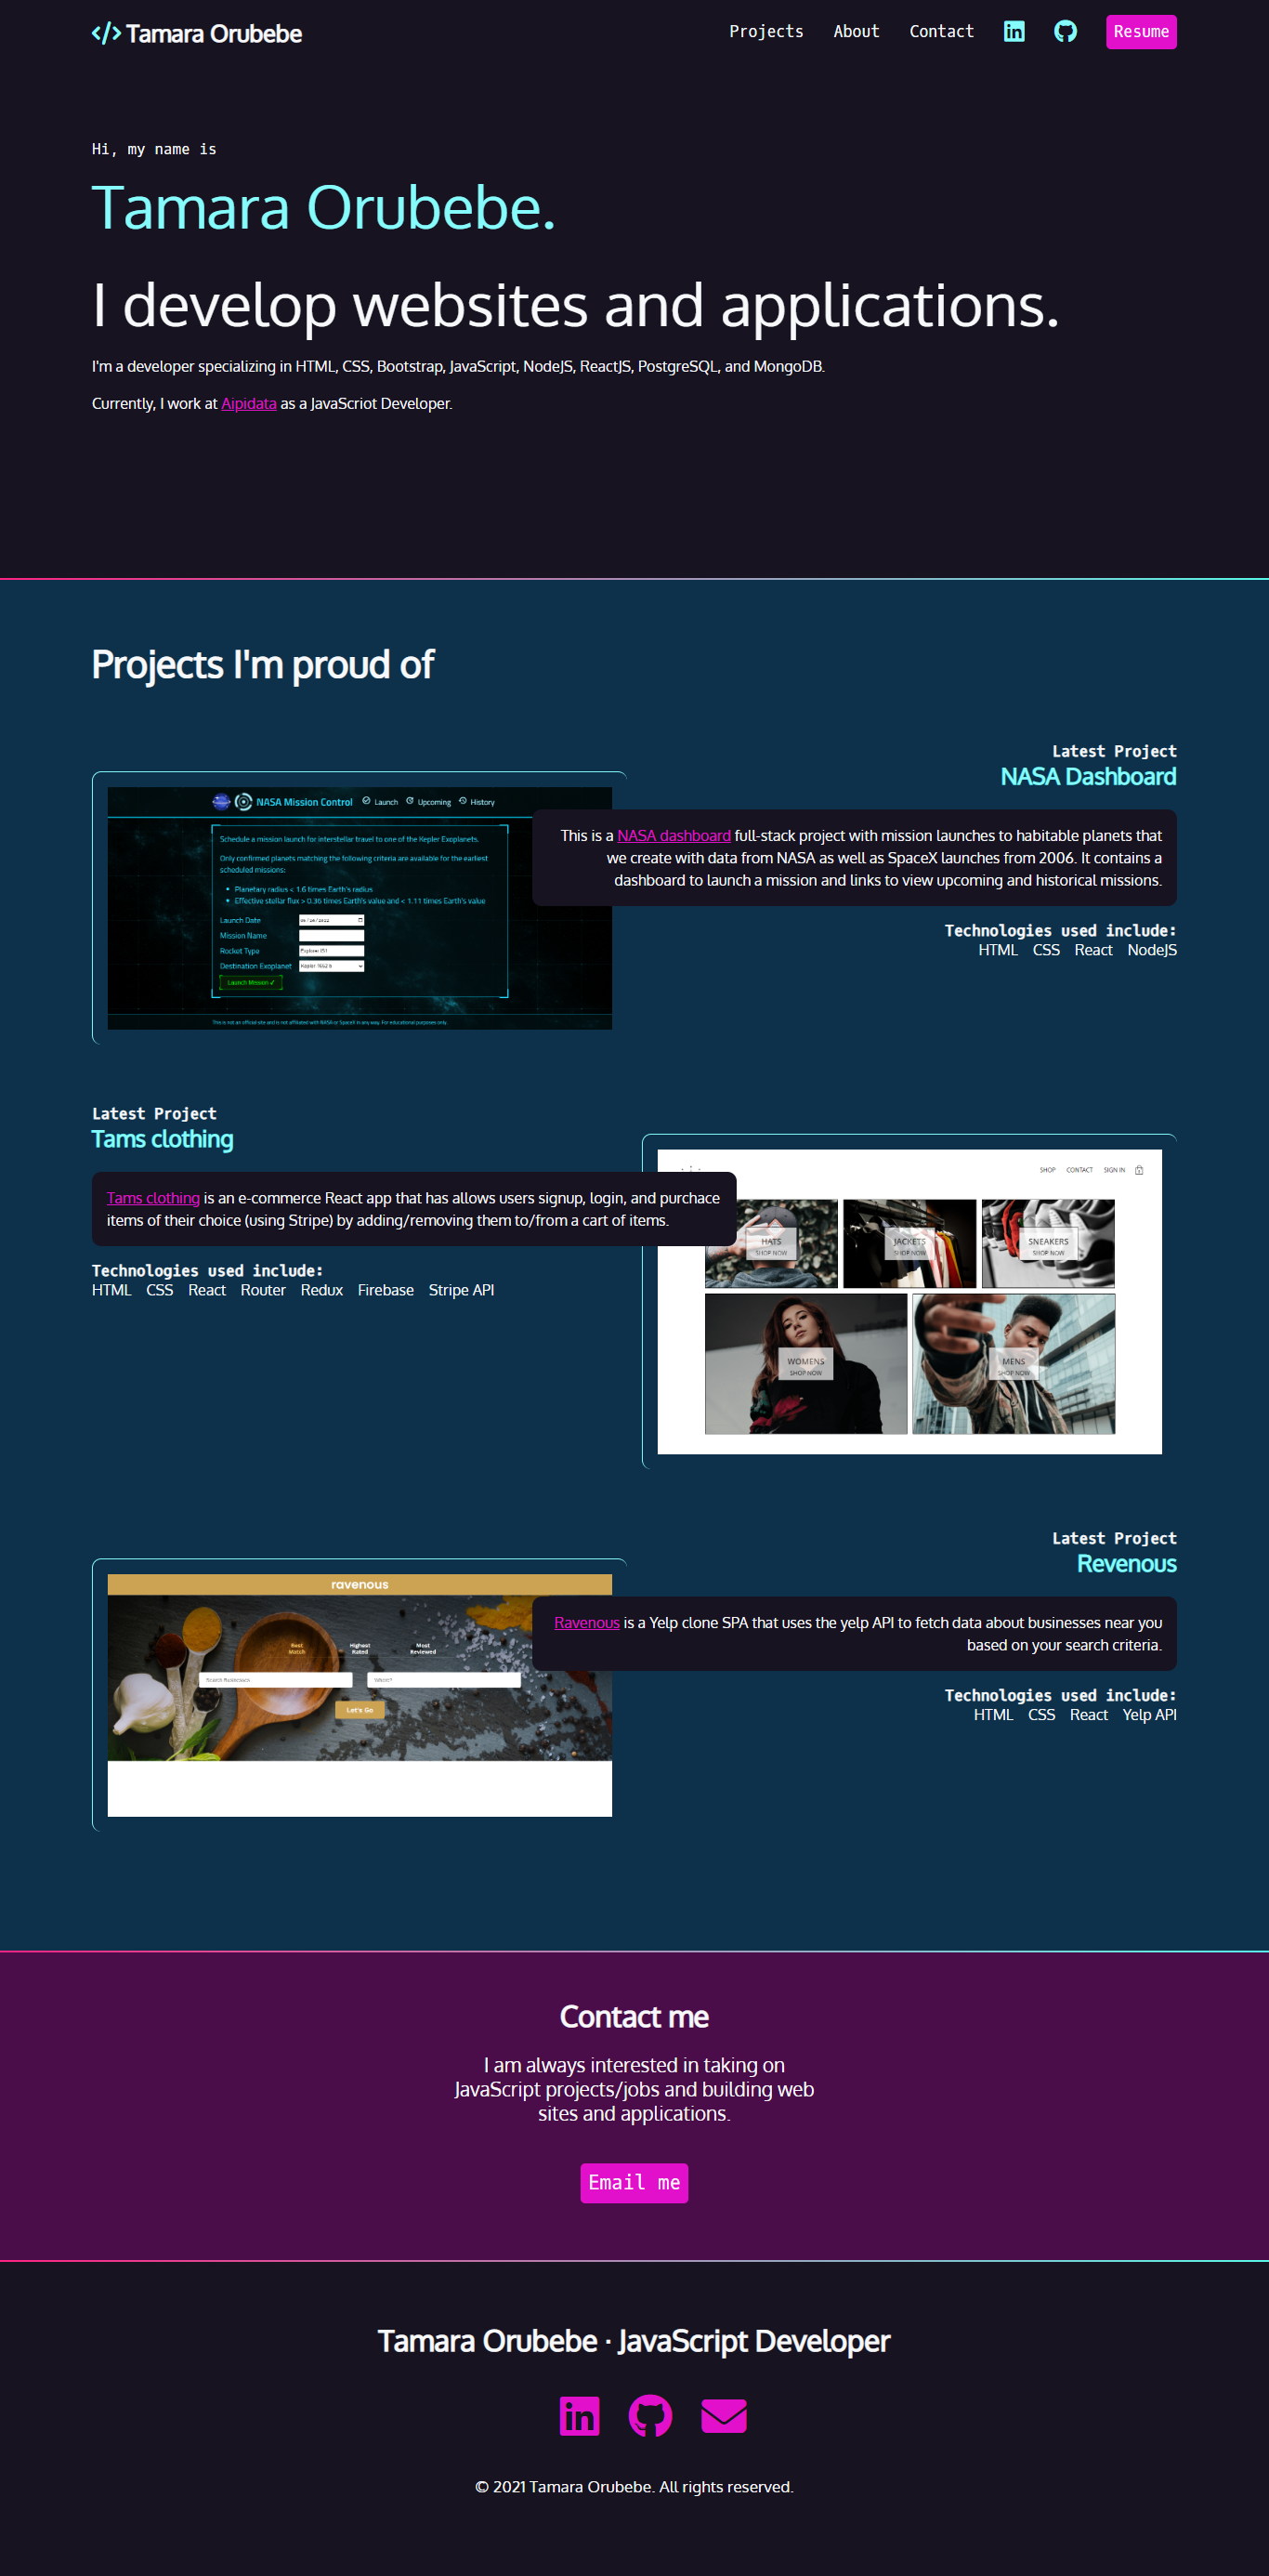 </> Tamara Orubebe
Projects About Contact Resume
Hi, my name is
Tamara Orubebe.
I develop websites and applications.
I'm a developer specializing in HTML, CSS, Bootstrap, JavaScript, NodeJS, ReactJS, PostgreSQL, and MongoDB.
Currently, I work at Aipidata as a JavaScriot Developer.
Projects I'm proud of
NASA Mission Control Launch Upcoming History
Schedule a mission launch for interstellar travel to one of the Kepler Exoplanets.
Only confirmed planets matching the following criteria are available for the earliest
scheduled missions:
• Planetary radius < 1.6 times Earth's radius
• Effective stellar flux > 0.36 times Earth's value and < 1.11 times Earth's value
Launch Date
Mission Name
Rocket Type Explorer IS1
Destination Exoplanet
Launch Mission ✓
This is not an official site and is not affiliated with NASA or SpaceX in any way. For educational purposes only.
Latest Project
NASA Dashboard
This is a NASA dashboard full-stack project with mission launches to habitable planets that
we create with data from NASA as well as SpaceX launches from 2006. It contains a
dashboard to launch a mission and links to view upcoming and historical missions.
Technologies used include:
HTML CSS React NodeJS
Latest Project
Tams clothing
Tams clothing is an e-commerce React app that has allows users signup, login, and purchace
items of their choice (using Stripe) by adding/removing them to/from a cart of items.
Technologies used include:
HTML CSS React Router Redux Firebase Stripe API
SHOP CONTACT SIGN IN
HATS
SHOP NOW
JACKETS
SHOP NOW
SNEAKERS
SHOP NOW
WOMENS
SHOP NOW
MENS
SHOP NOW
ravenous
Best
Match
Highest
Rated
Most
Reviewed
Search Businesses
Where?
Let's Go
Latest Project
Revenous
Ravenous is a Yelp clone SPA that uses the yelp API to fetch data about businesses near you
based on your search criteria.
Technologies used include:
HTML CSS React Yelp API
Contact me
I am always interested in taking on
JavaScript projects/jobs and building web
sites and applications.
Email me
Tamara Orubebe · JavaScript Developer
© 2021 Tamara Orubebe. All rights reserved.